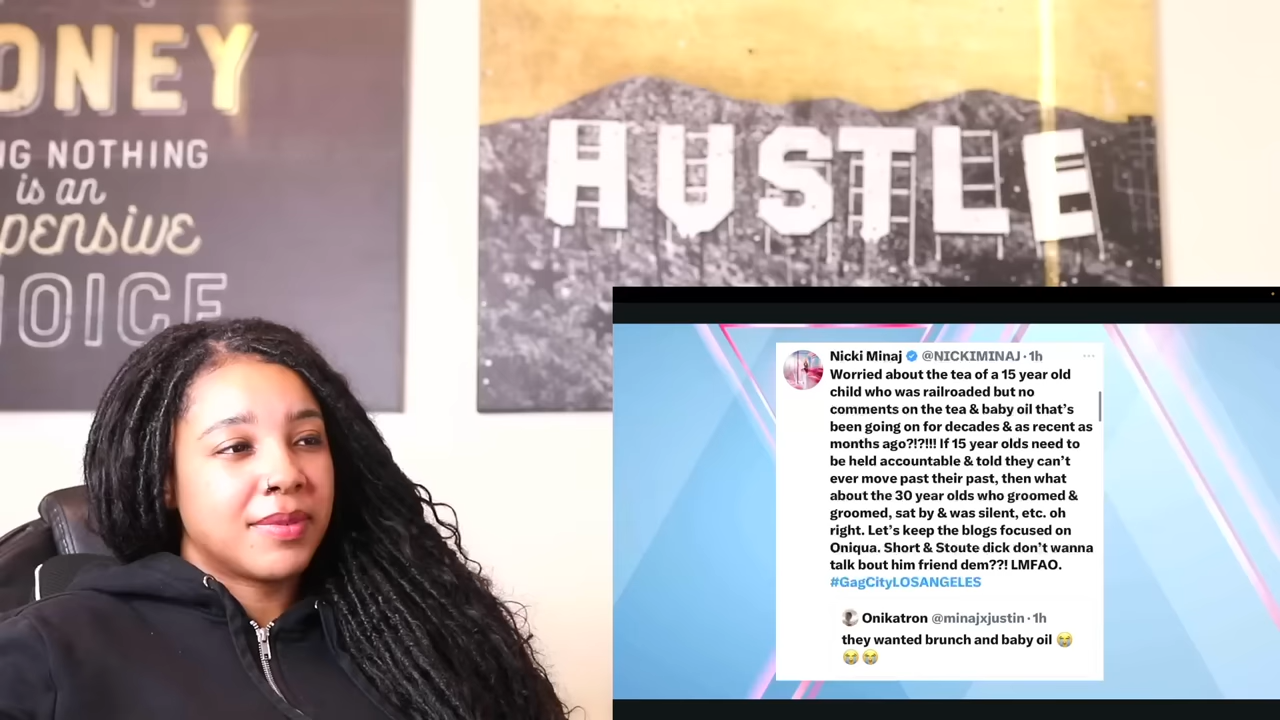 ONEY
NG NOTHING
is an
pensive
HOICE
HUSTLE
Nicki Minaj @NICKIMINAJ · 1h
Worried about the tea of a 15 year old
child who was railroaded but no
comments on the tea & baby oil that’s
been going on for decades & as recent as
months ago?!?!!! If 15 year olds need to
be held accountable & told they can’t
ever move past their past, then what
about the 30 year olds who groomed &
groomed, sat by & was silent, etc. oh
right. Let’s keep the blogs focused on
Oniqua. Short & Stoute dick don’t wanna
talk bout him friend dem??! LMFAO.
#GagCityLOSANGELES
Onikatron @minajxjustin · 1h
they wanted brunch and baby oil 😭
😭😭